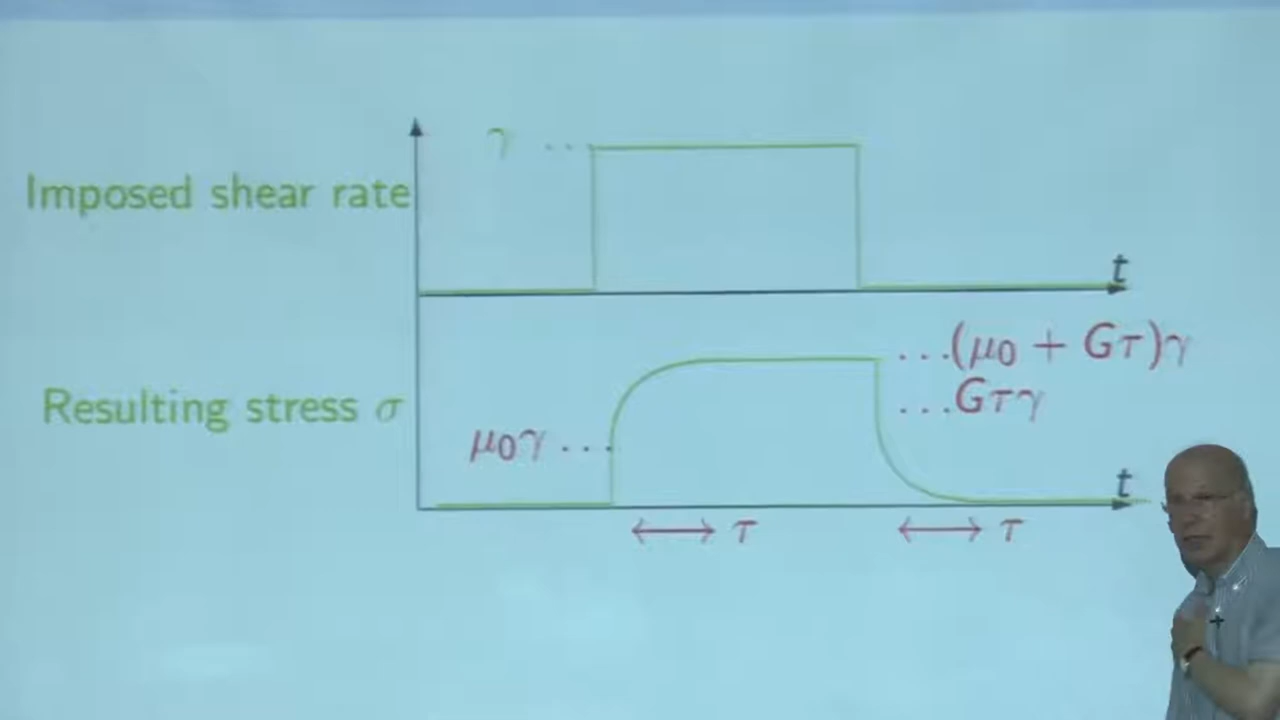 γ ..
Imposed shear rate
t
...(μ0 + Gτ)γ
...Gτγ
Resulting stress σ
μ0γ ...
t
τ
τ